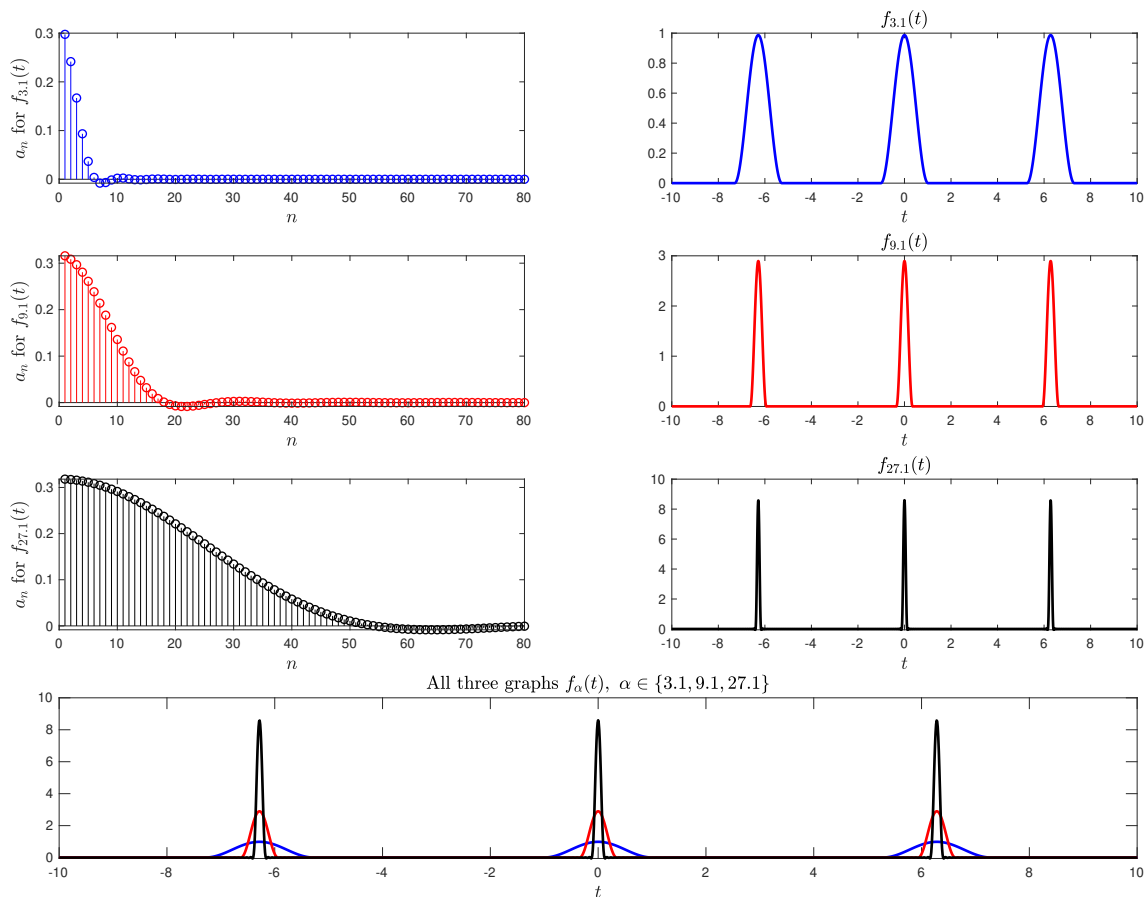 a_n for f_{3.1}(t)
0.3
0.2
0.1
0
0 10 20 30 40 50 60 70 80
n
f_{3.1}(t)
1
0.8
0.6
0.4
0.2
0
-10 -8 -6 -4 -2 0 2 4 6 8 10
t
a_n for f_{9.1}(t)
0.3
0.2
0.1
0
0 10 20 30 40 50 60 70 80
n
f_{9.1}(t)
3
2
1
0
-10 -8 -6 -4 -2 0 2 4 6 8 10
t
a_n for f_{27.1}(t)
0.3
0.2
0.1
0
0 10 20 30 40 50 60 70 80
n
f_{27.1}(t)
10
8
6
4
2
0
-10 -8 -6 -4 -2 0 2 4 6 8 10
t
All three graphs f_α(t), α ∈ {3.1, 9.1, 27.1}
10
8
6
4
2
0
-10 -8 -6 -4 -2 0 2 4 6 8 10
t